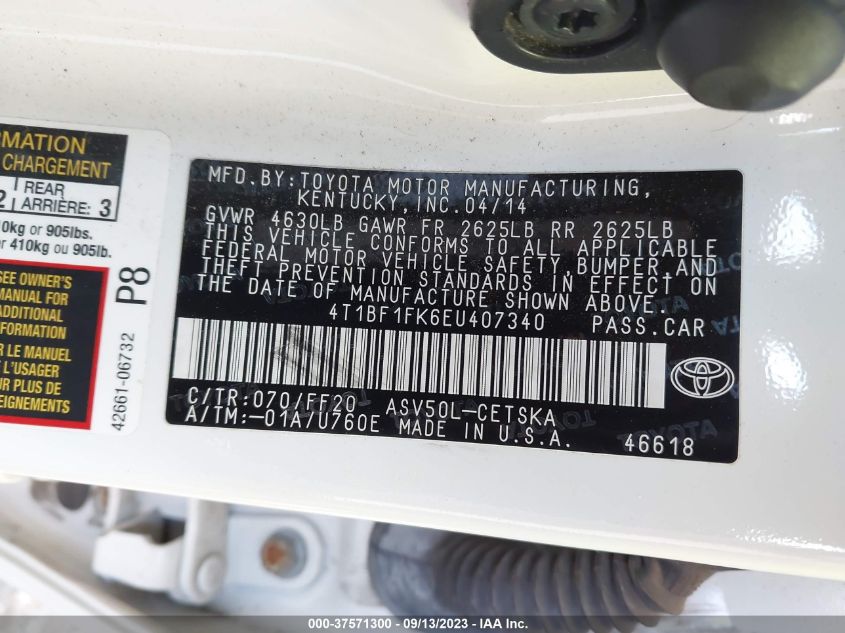 RMATION
CHARGEMENT
2 REAR
ARRIÈRE: 3
0kg or 905lbs.
r 410kg ou 905lb.
SEE OWNER'S
MANUAL FOR
ADDITIONAL
NFORMATION
R LE MANUEL
L'USAGER
UR PLUS DE
EIGNEMENTS
P8
42661-06732
MFD.BY:TOYOTA MOTOR MANUFACTURING,
KENTUCKY, INC.04/14
GVWR 4630LB GAWR FR 2625LB RR 2625LB
THIS VEHICLE CONFORMS TO ALL APPLICABLE
FEDERAL MOTOR VEHICLE SAFETY,BUMPER,AND
THEFT PREVENTION STANDARDS IN EFFECT ON
THE DATE OF MANUFACTURE SHOWN ABOVE.
4T1BF1FK6EU407340 PASS.CAR
C/TR:070/FF20 ASV50L-CETSKA
A/TM:-01A/U760E MADE IN U.S.A.
46618
000-37571300 - 09/13/2023 - 1IP534